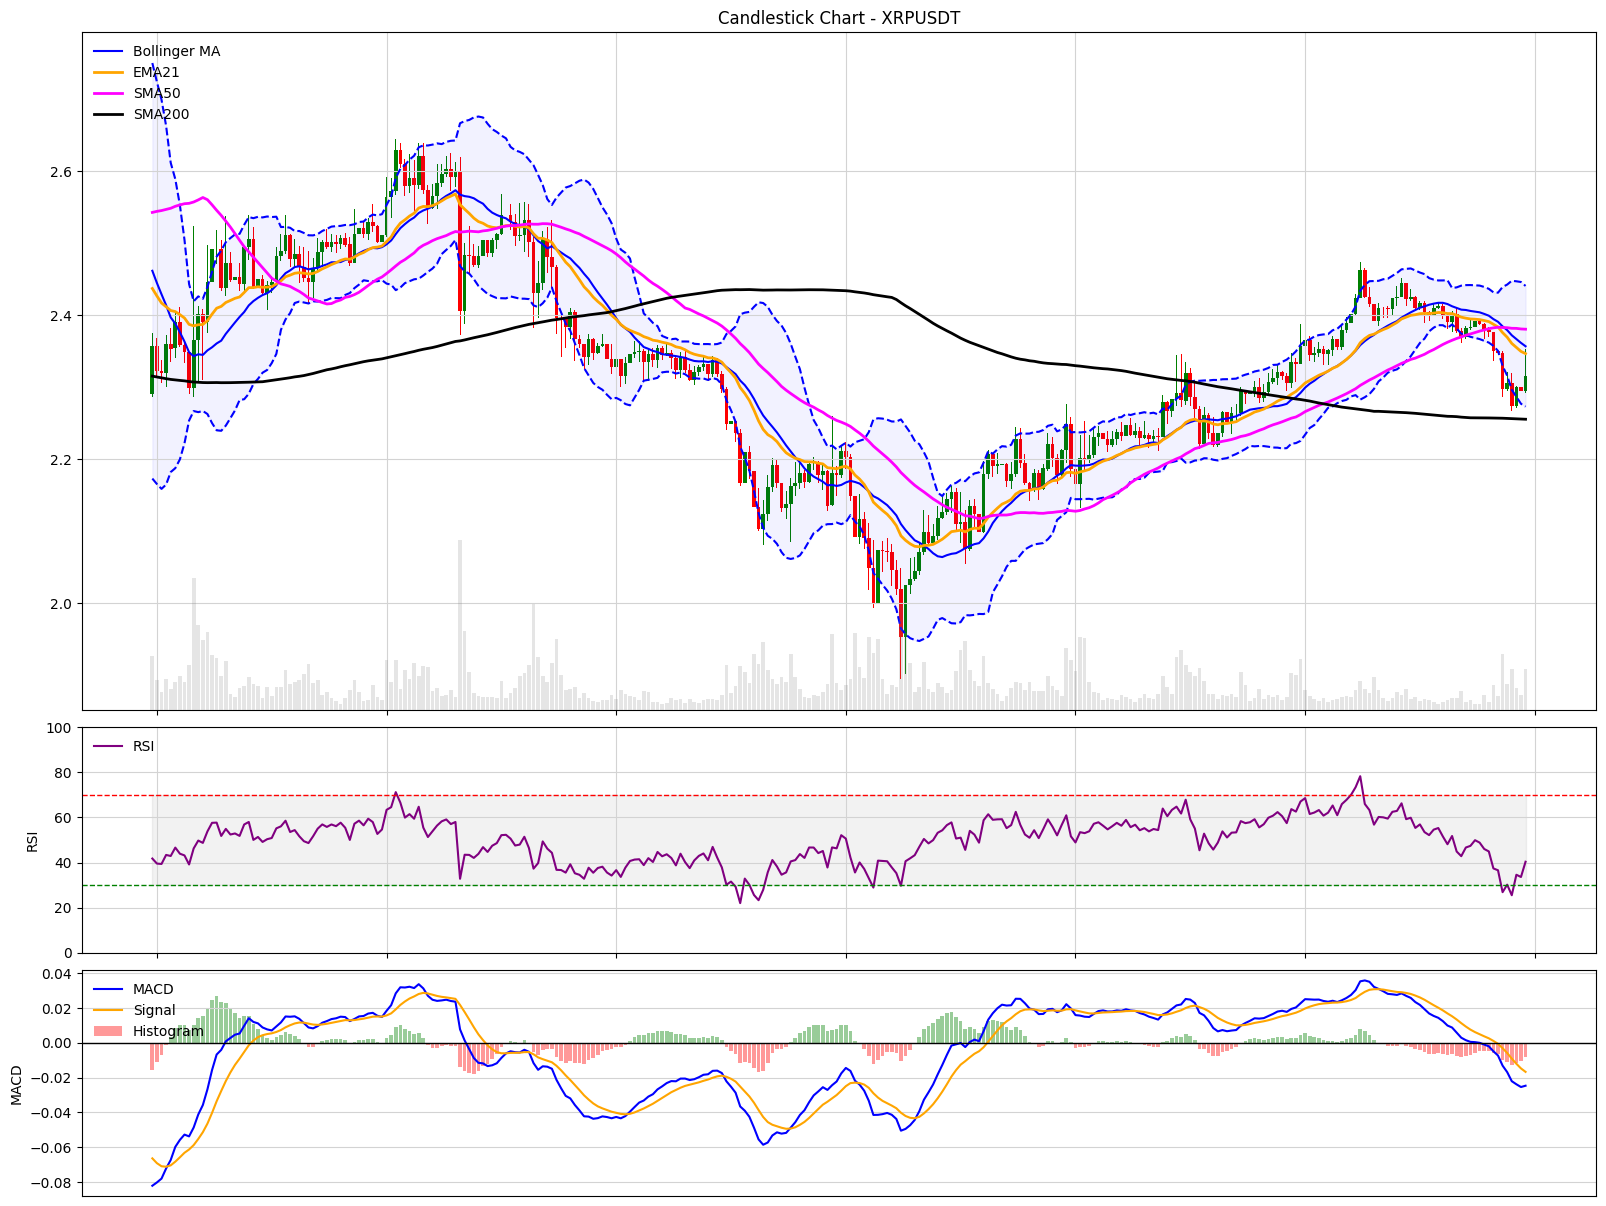 Candlestick Chart - XRPUSDT
Bollinger MA
EMA21
SMA50
SMA200
2.6
2.4
2.2
2.0
RSI
100
80
60
40
20
0
RSI
MACD
Signal
Histogram
0.04
0.02
0.00
−0.02
−0.04
−0.06
−0.08
MACD